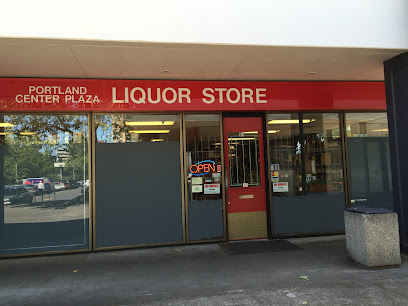 PORTLAND
CENTER PLAZA
LIQUOR STORE
OPEN